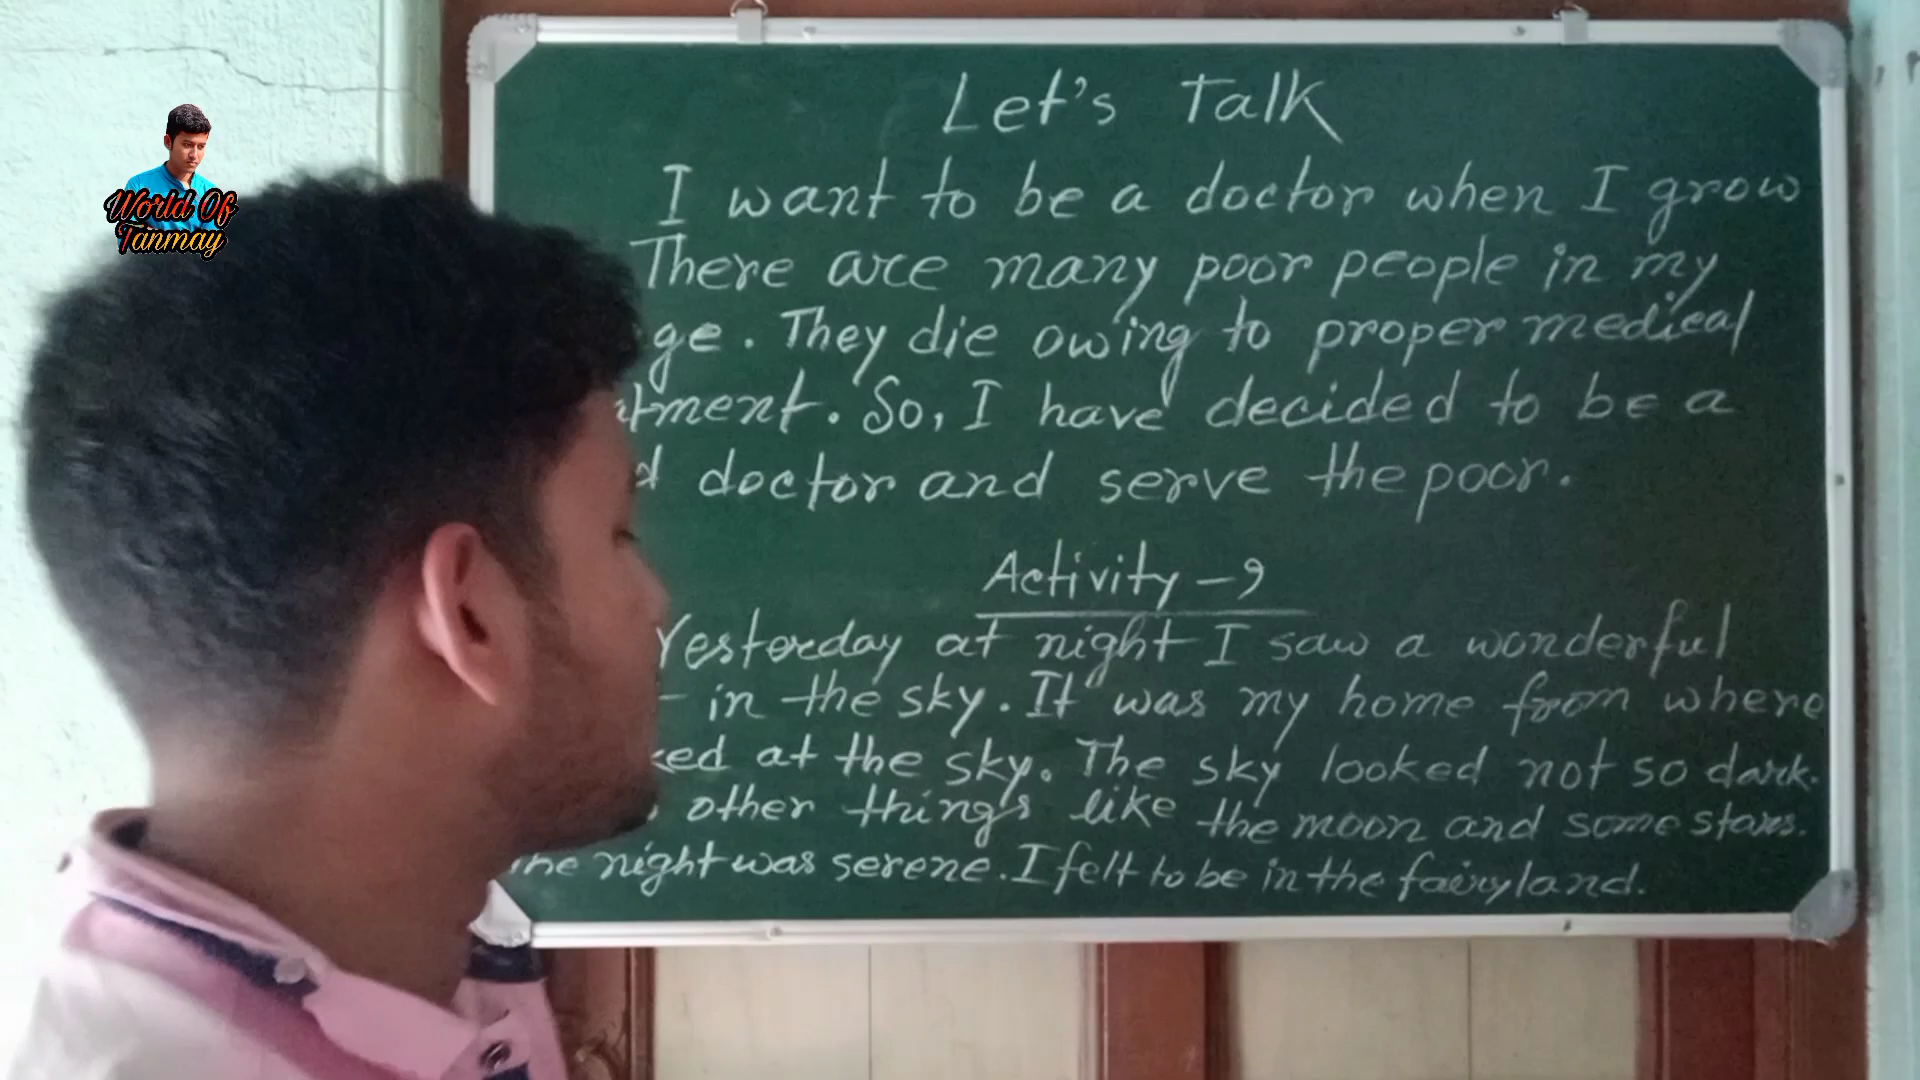 World Of
Tanmay
Let's Talk
I want to be a doctor when I grow
There are many poor people in my
ge. They die owing to proper medical
tment. So, I have decided to be a
d doctor and serve the poor.
Activity - 9
Yesterday at night I saw a wonderful
in the sky. It was my home from where
ked at the sky. The sky looked not so dark.
other things like the moon and some stars.
The night was serene. I felt to be in the fairyland.